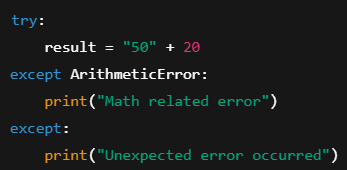 try:
    result = "50" + 20
except ArithmeticError:
    print("Math related error")
except:
    print("Unexpected error occurred")